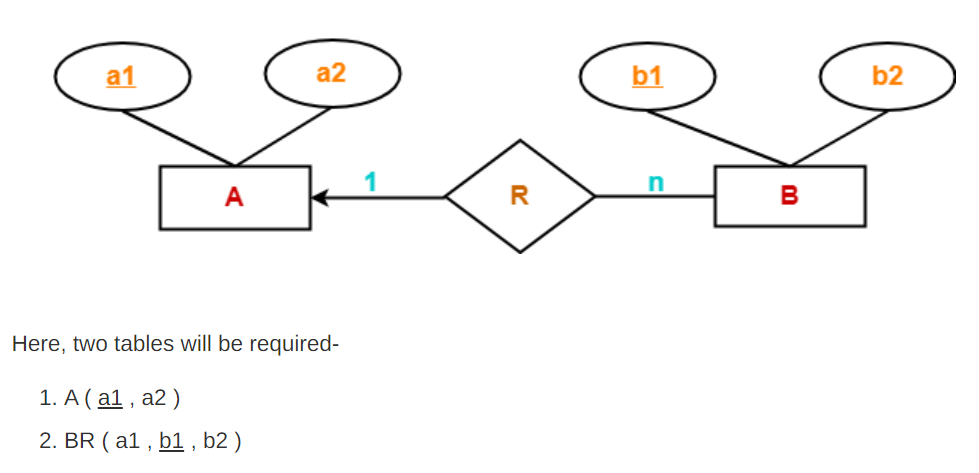 a1 a2 b1 b2
1 n
A R B
Here, two tables will be required-
1. A ( a1 , a2 )
2. BR ( a1 , b1 , b2 )